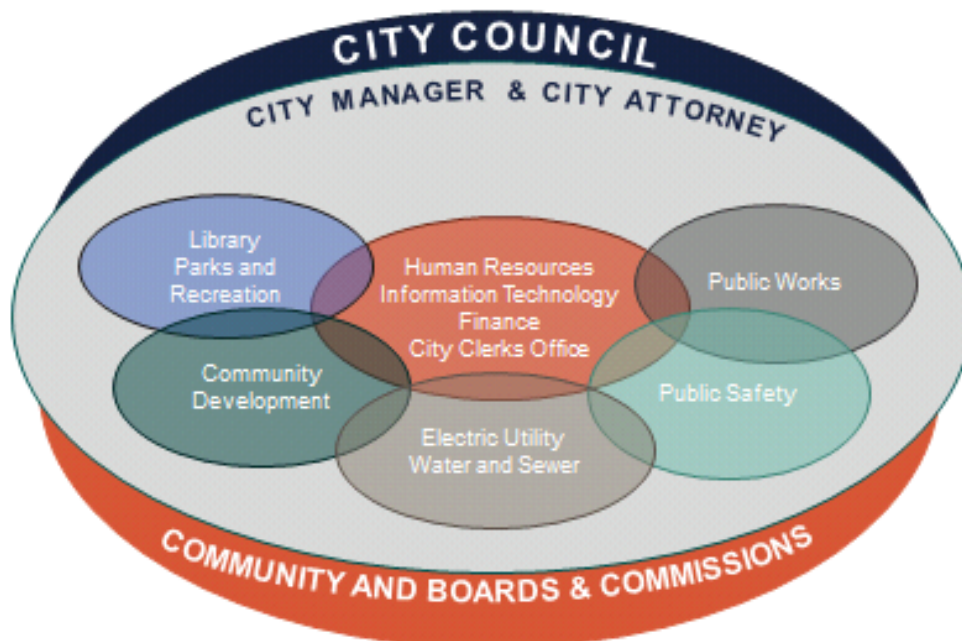 CITY COUNCIL
CITY MANAGER & CITY ATTORNEY
Library
Parks and
Recreation
Human Resources
Information Technology
Finance
City Clerks Office
Public Works
Community
Development
Public Safety
Electric Utility
Water and Sewer
COMMUNITY AND BOARDS & COMMISSIONS